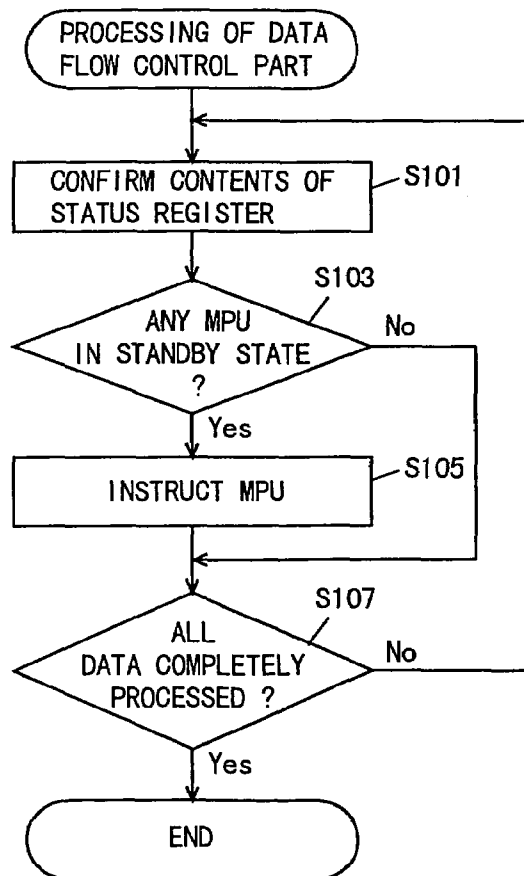 PROCESSING OF DATA
FLOW CONTROL PART
CONFIRM CONTENTS OF
STATUS REGISTER
S101
S103
ANY MPU
IN STANDBY STATE
?
No
Yes
INSTRUCT MPU
S105
S107
ALL
DATA COMPLETELY
PROCESSED ?
No
Yes
END